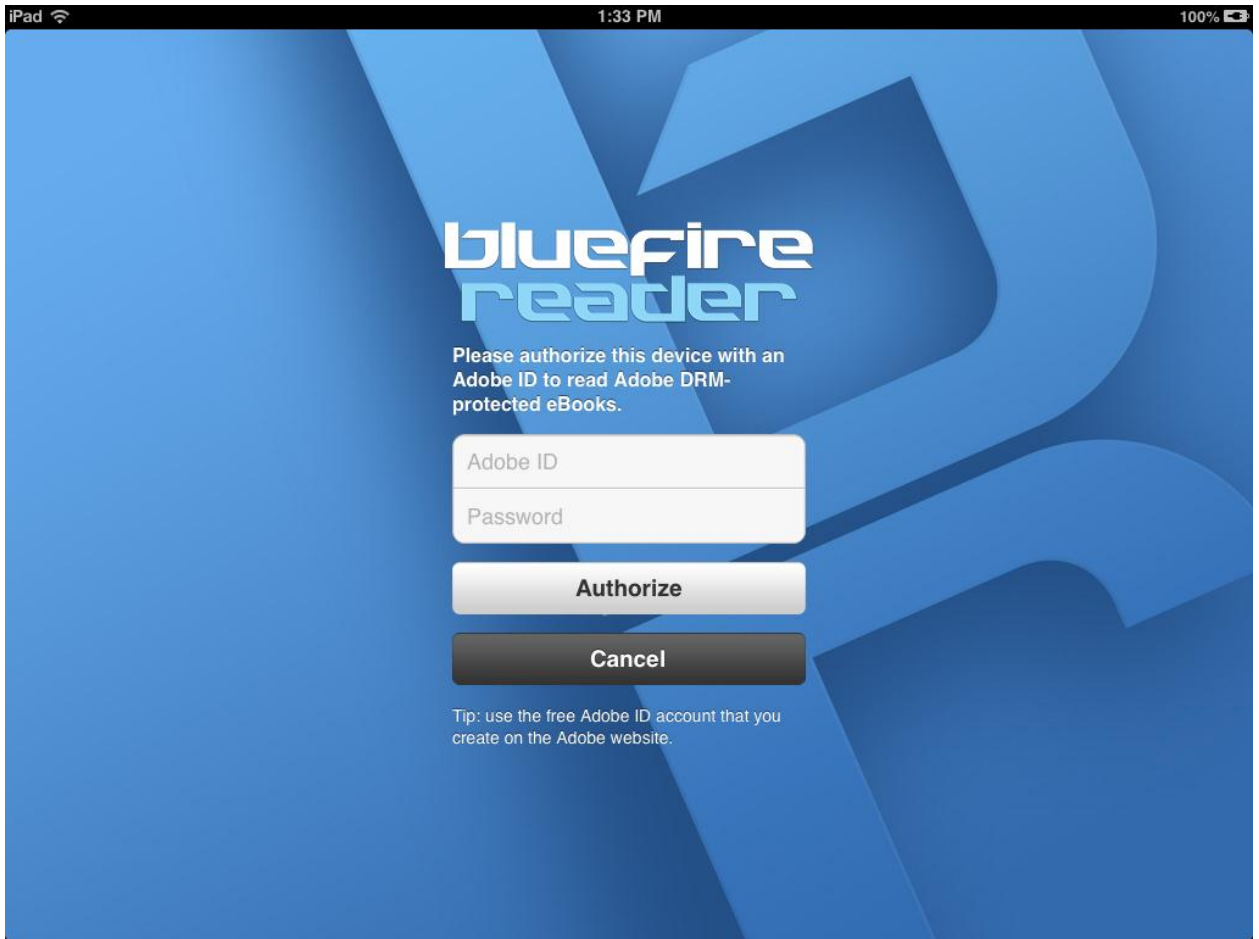 iPad 1:33 PM 100%
bluefire
reader
Please authorize this device with an
Adobe ID to read Adobe DRM-
protected eBooks.
Adobe ID
Password
Authorize
Cancel
Tip: use the free Adobe ID account that you
create on the Adobe website.